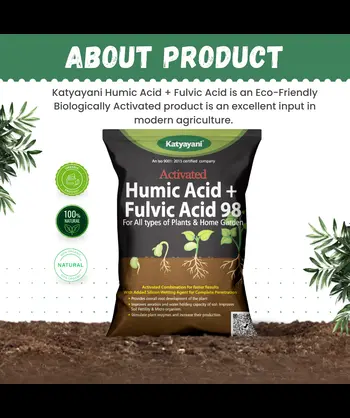 ABOUT PRODUCT
Katyayani Humic Acid + Fulvic Acid is an Eco-Friendly
Biologically Activated product is an excellent input in
modern agriculture.
Katyayani
An Iso 9001: 2015 certified company
Activated
Humic Acid +
Fulvic Acid 98
For All types of Plants & Home Garden
100%
NATURAL
NATURAL
Activated Combination For Better Results
With Added Silicon Wetting Agent for Complete Penetration
• Provides overall root development of the plant
• Improves aeration and water holding capacity of soil. Improves
Soil Fertility & Micro organism.
• Stimulate plant enzymes and increase their production.